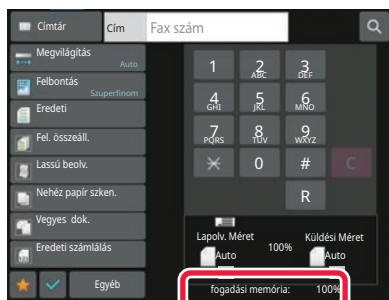 Címtár
Cím
Fax szám
Megvilágítás
Auto
Felbontás
Szuperfinom
Eredeti
Fel. összeáll.
Lassú beolv.
Nehéz papír szken.
Vegyes dok.
Eredeti számlálás
Egyéb
1
2
ABC
3
DEF
4
GHI
5
JKL
6
MNO
7
PQRS
8
TUV
9
WXYZ
0
#
C
R
Lapolv. Méret
100%
Küldési Méret
Auto
Auto
fogadási memória: 100%